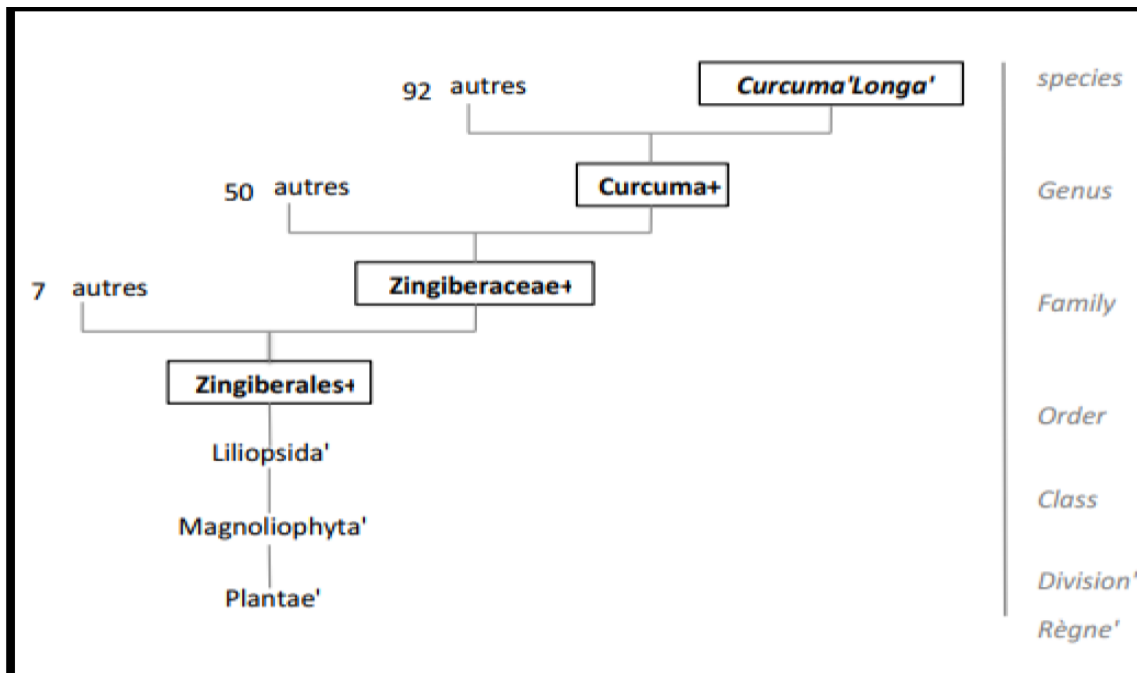 92 autres
Curcuma'Longa'
species
Curcuma+
50 autres
Genus
Zingiberaceae+
7 autres
Family
Zingiberales+
Order
Liliopsida'
Class
Magnoliophyta'
Division'
Plantae'
Règne'